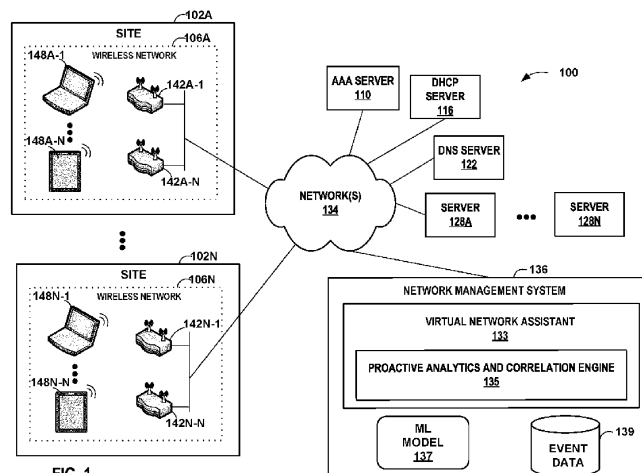 102A
SITE
106A
WIRELESS NETWORK
148A-1
142A-1
148A-N
142A-N
102N
SITE
106N
WIRELESS NETWORK
148N-1
142N-1
148N-N
142N-N
AAA SERVER
110
DHCP
SERVER
116
100
DNS SERVER
122
NETWORK(S)
134
SERVER
128A
SERVER
128N
136
NETWORK MANAGEMENT SYSTEM
VIRTUAL NETWORK ASSISTANT
133
PROACTIVE ANALYTICS AND CORRELATION ENGINE
135
ML
MODEL
137
EVENT
DATA
139
FIG. 1